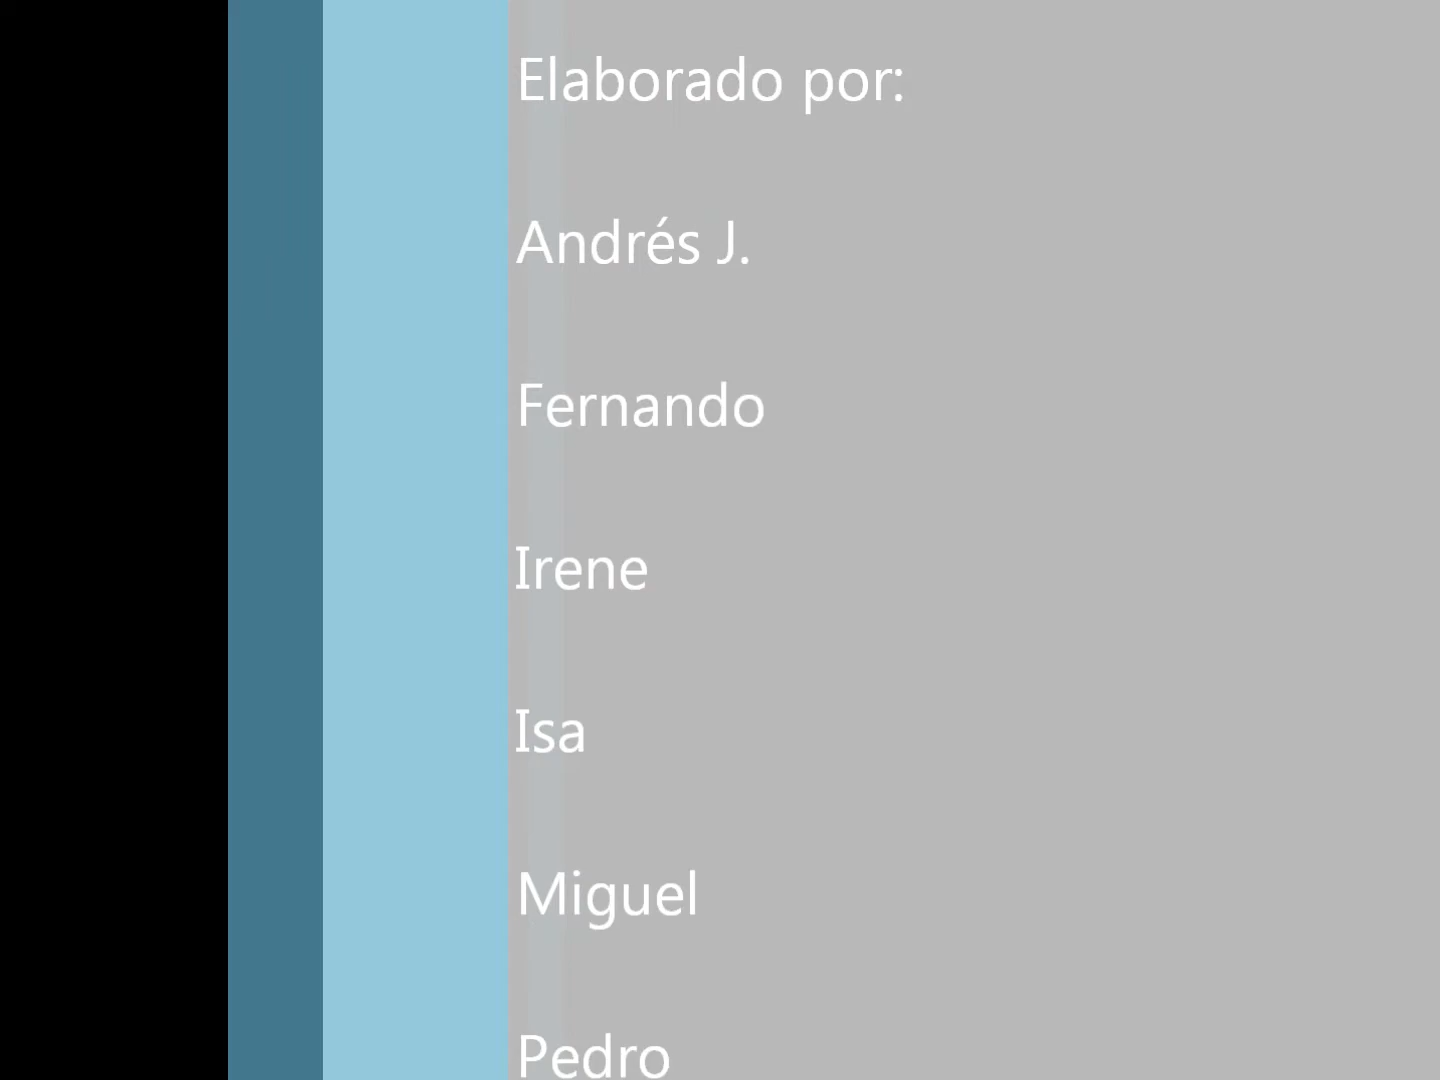 Elaborado por:
Andrés J.
Fernando
Irene
Isa
Miguel
Pedro